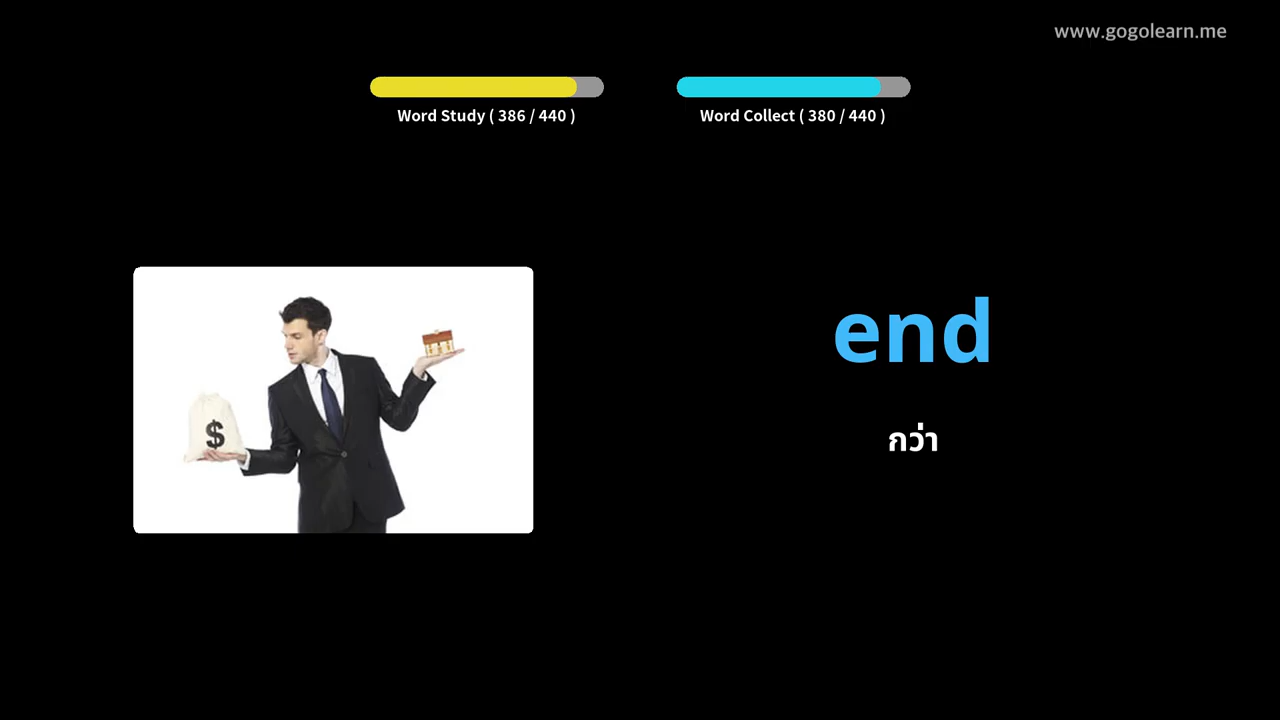 www.gogolearn.me
Word Study ( 386 / 440 )
Word Collect ( 380 / 440 )
end
กว่า
$